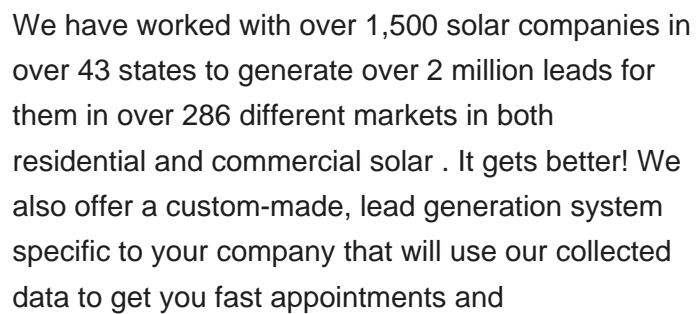 We have worked with over 1,500 solar companies in
over 43 states to generate over 2 million leads for
them in over 286 different markets in both
residential and commercial solar . It gets better! We
also offer a custom-made, lead generation system
specific to your company that will use our collected
data to get you fast appointments and